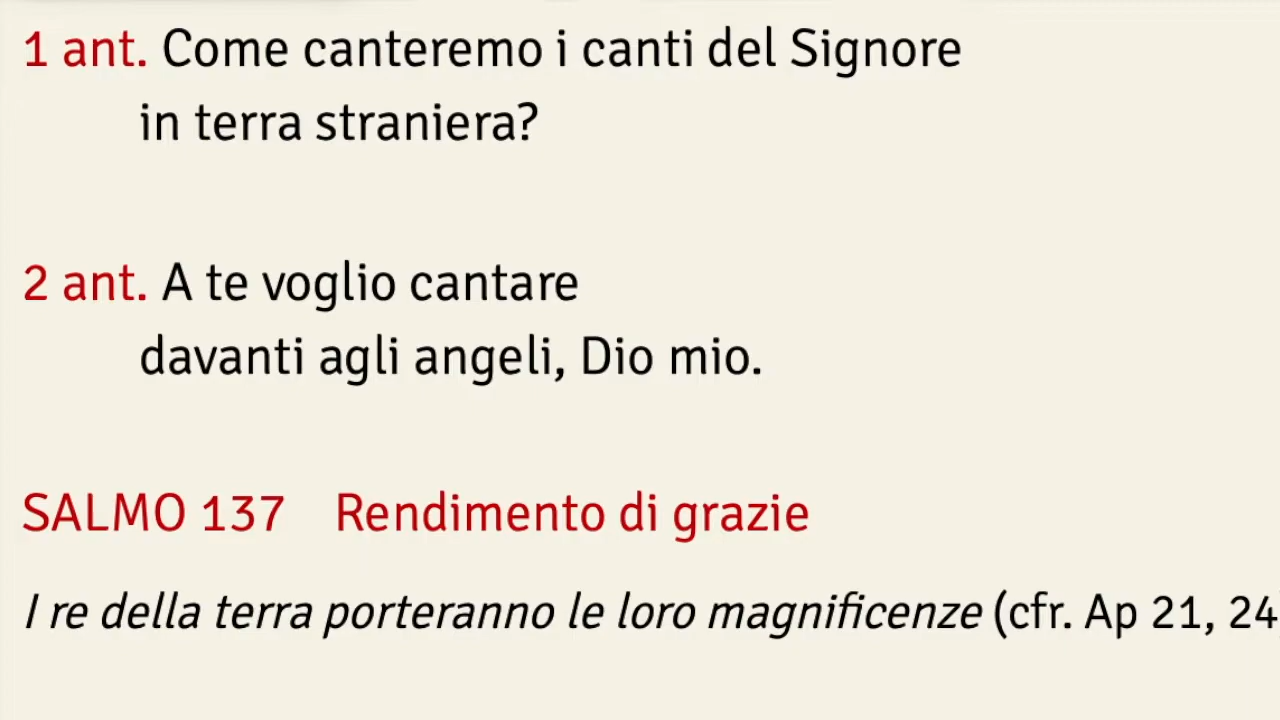 1 ant. Come canteremo i canti del Signore
in terra straniera?
2 ant. A te voglio cantare
davanti agli angeli, Dio mio.
SALMO 137 Rendimento di grazie
I re della terra porteranno le loro magnificenze (cfr. Ap 21, 24